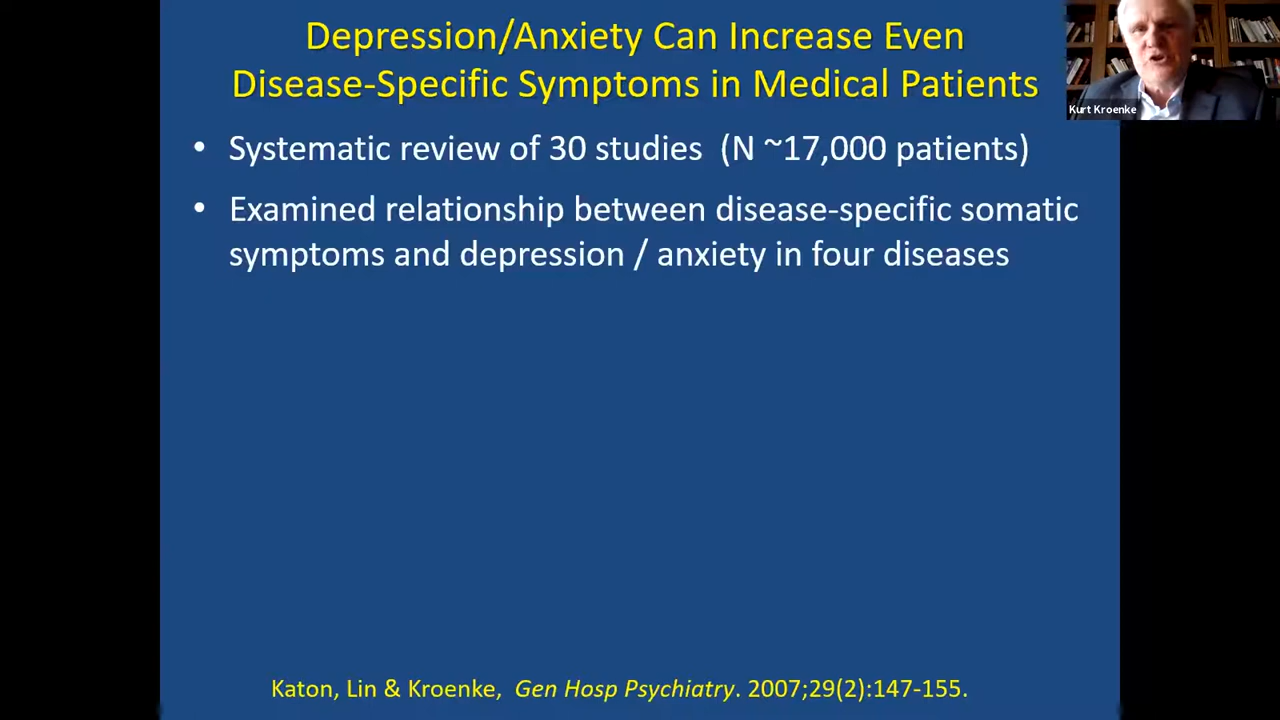 Depression/Anxiety Can Increase Even
Disease-Specific Symptoms in Medical Patients
Kurt Kroenke
• Systematic review of 30 studies (N ~17,000 patients)
• Examined relationship between disease-specific somatic
symptoms and depression / anxiety in four diseases
Katon, Lin & Kroenke, Gen Hosp Psychiatry. 2007;29(2):147-155.